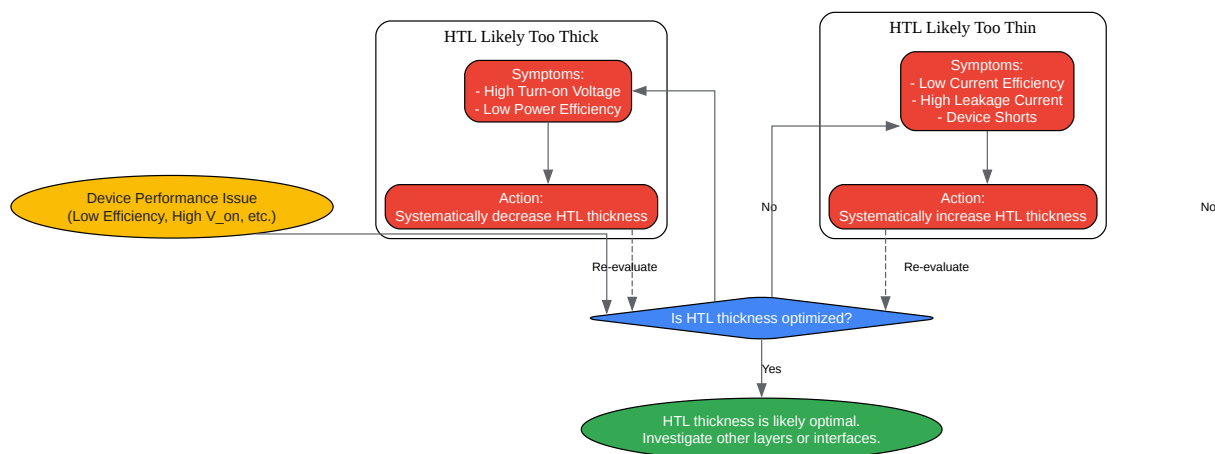 HTL Likely Too Thick
Symptoms:
- High Turn-on Voltage
- Low Power Efficiency
Action:
Systematically decrease HTL thickness
HTL Likely Too Thin
Symptoms:
- Low Current Efficiency
- High Leakage Current
- Device Shorts
Action:
Systematically increase HTL thickness
Device Performance Issue
(Low Efficiency, High V_on, etc.)
No
No
Re-evaluate
Re-evaluate
Is HTL thickness optimized?
Yes
HTL thickness is likely optimal.
Investigate other layers or interfaces.